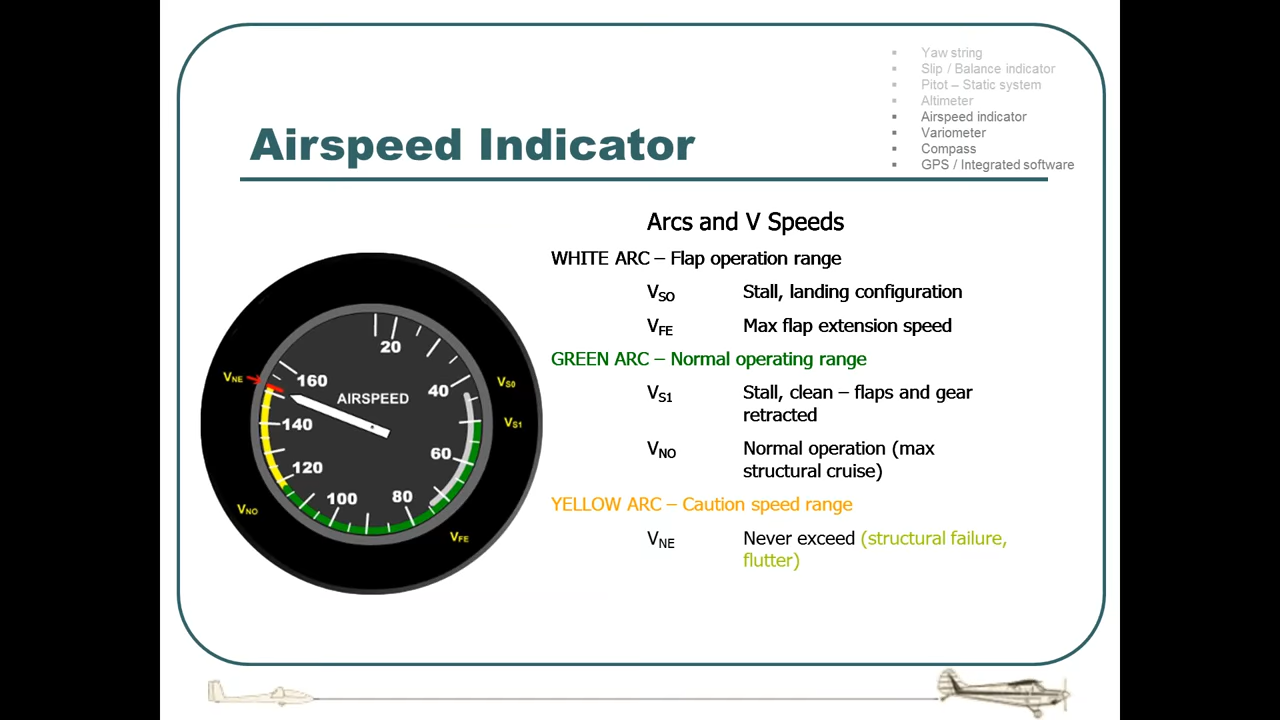 Yaw string
Slip / Balance indicator
Pitot – Static system
Altimeter
Airspeed indicator
Variometer
Compass
GPS / Integrated software
Airspeed Indicator
Arcs and V Speeds
WHITE ARC – Flap operation range
VSO Stall, landing configuration
VFE Max flap extension speed
GREEN ARC – Normal operating range
VS1 Stall, clean – flaps and gear
retracted
VNO Normal operation (max
structural cruise)
YELLOW ARC – Caution speed range
VNE Never exceed (structural failure,
flutter)
20
160
VNE
VS0
40
AIRSPEED
140
VS1
60
120
100
80
VNO
VFE